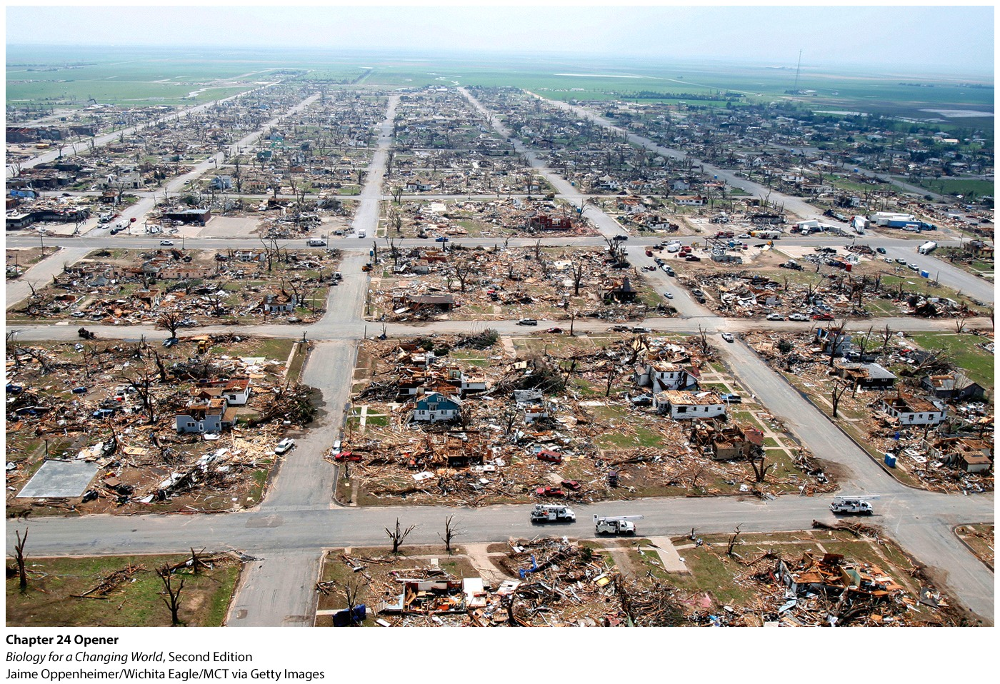 Chapter 24 Opener
Biology for a Changing World, Second Edition
Jaime Oppenheimer/Wichita Eagle/MCT via Getty Images